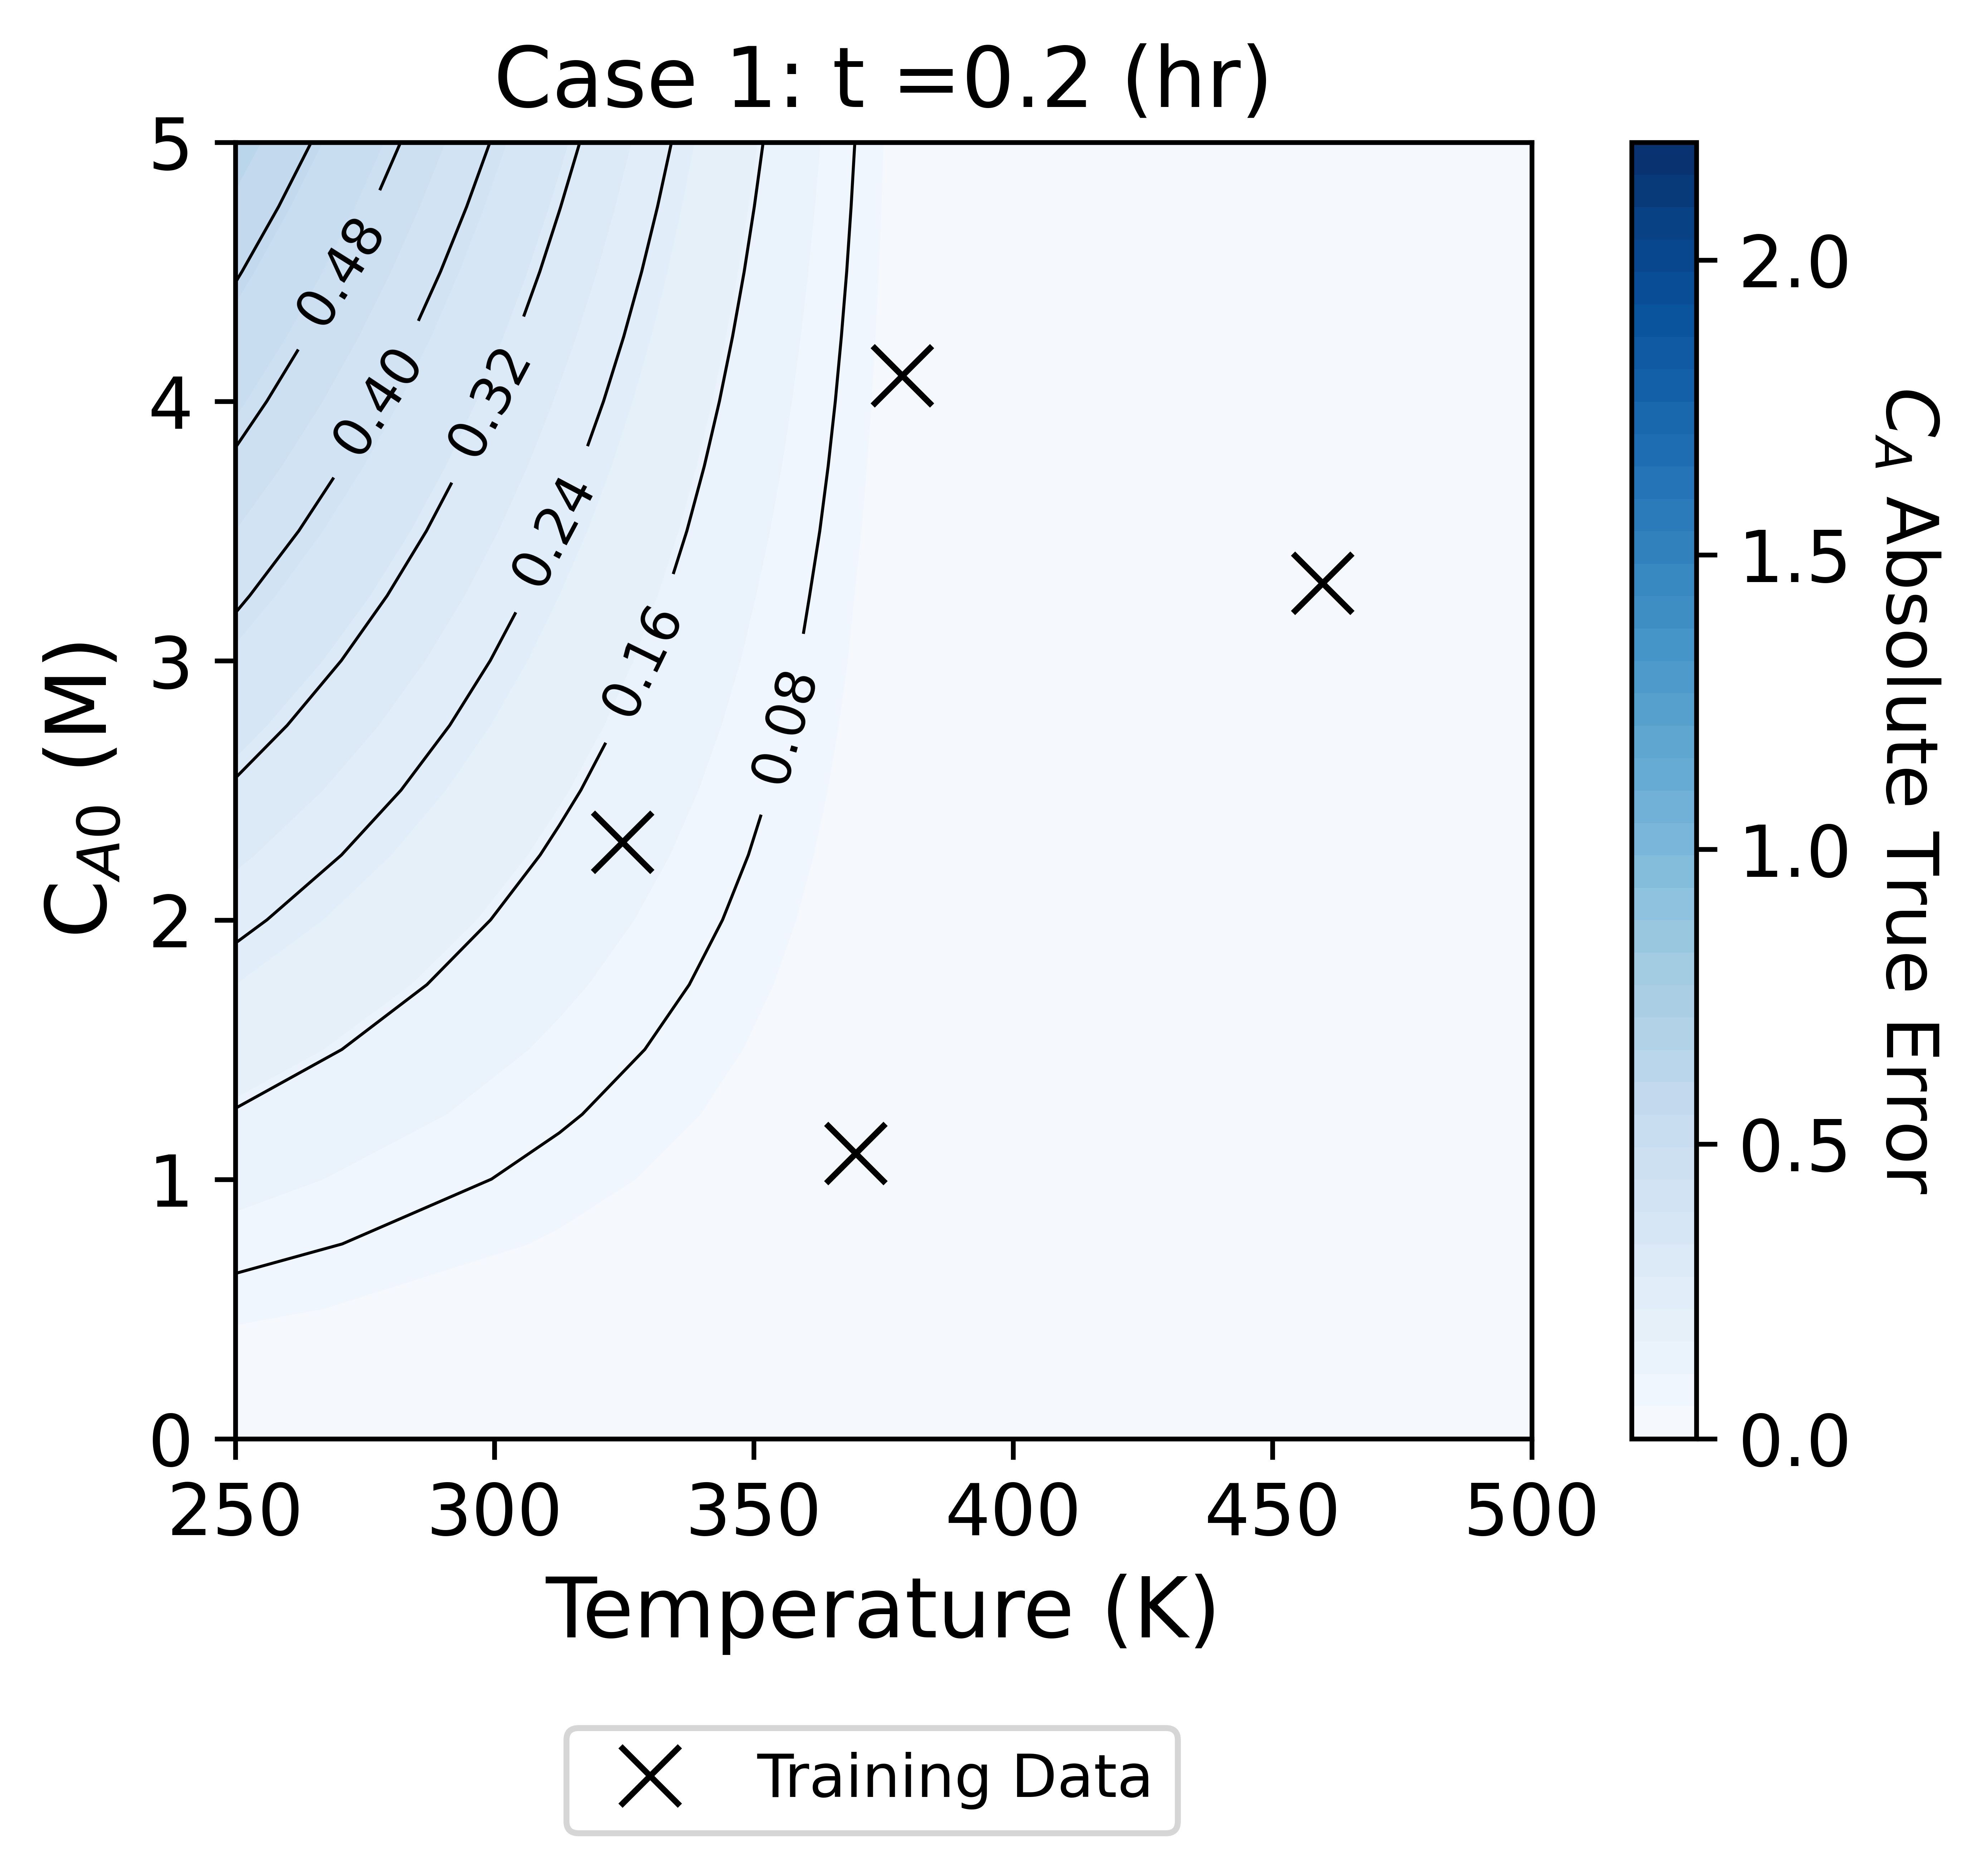 Case 1: t =0.2 (hr)
5
4
3
2
1
0
C_{A0} (M)
0.48
0.40
0.32
0.24
0.16
0.08
250 300 350 400 450 500
Temperature (K)
2.0
1.5
1.0
0.5
0.0
C_A Absolute True Error
Training Data